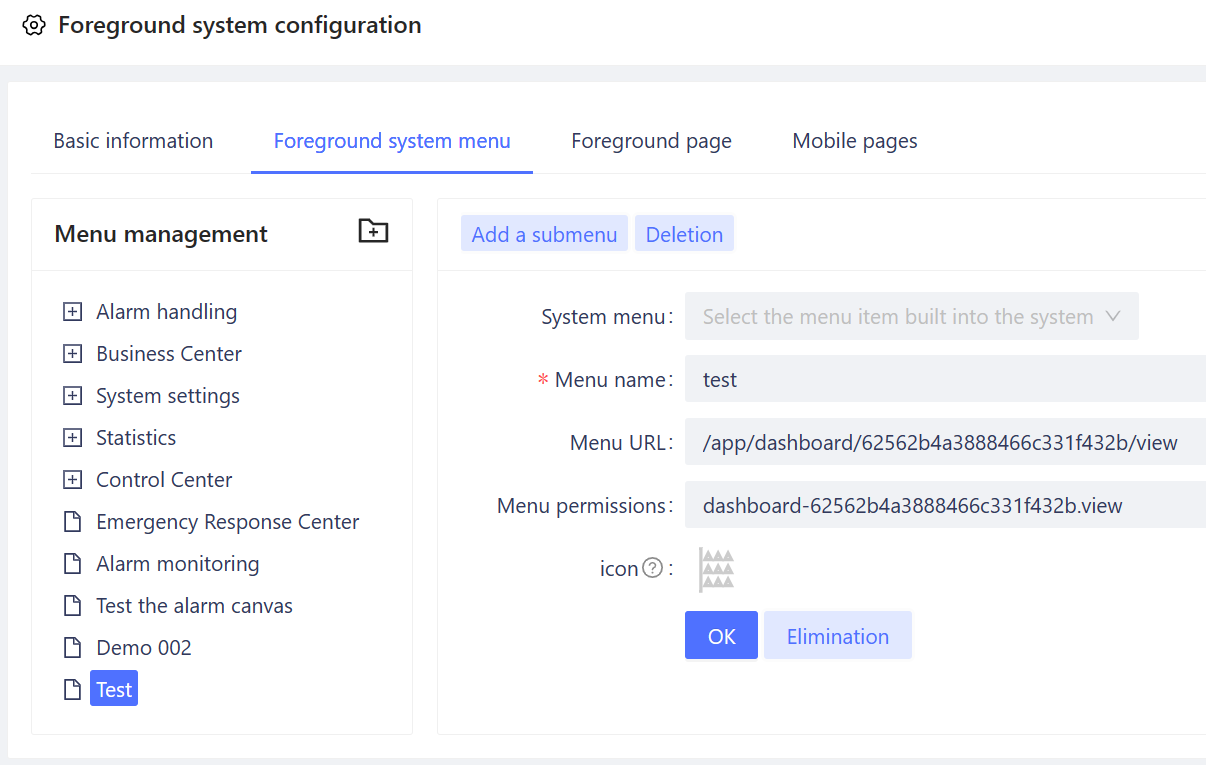 Foreground system configuration
Basic information
Foreground system menu
Foreground page
Mobile pages
Menu management
Alarm handling
Business Center
System settings
Statistics
Control Center
Emergency Response Center
Alarm monitoring
Test the alarm canvas
Demo 002
Test
Add a submenu
Deletion
System menu: Select the menu item built into the system
* Menu name: test
Menu URL: /app/dashboard/62562b4a3888466c331f432b/view
Menu permissions: dashboard-62562b4a3888466c331f432b.view
icon ? :
OK
Elimination